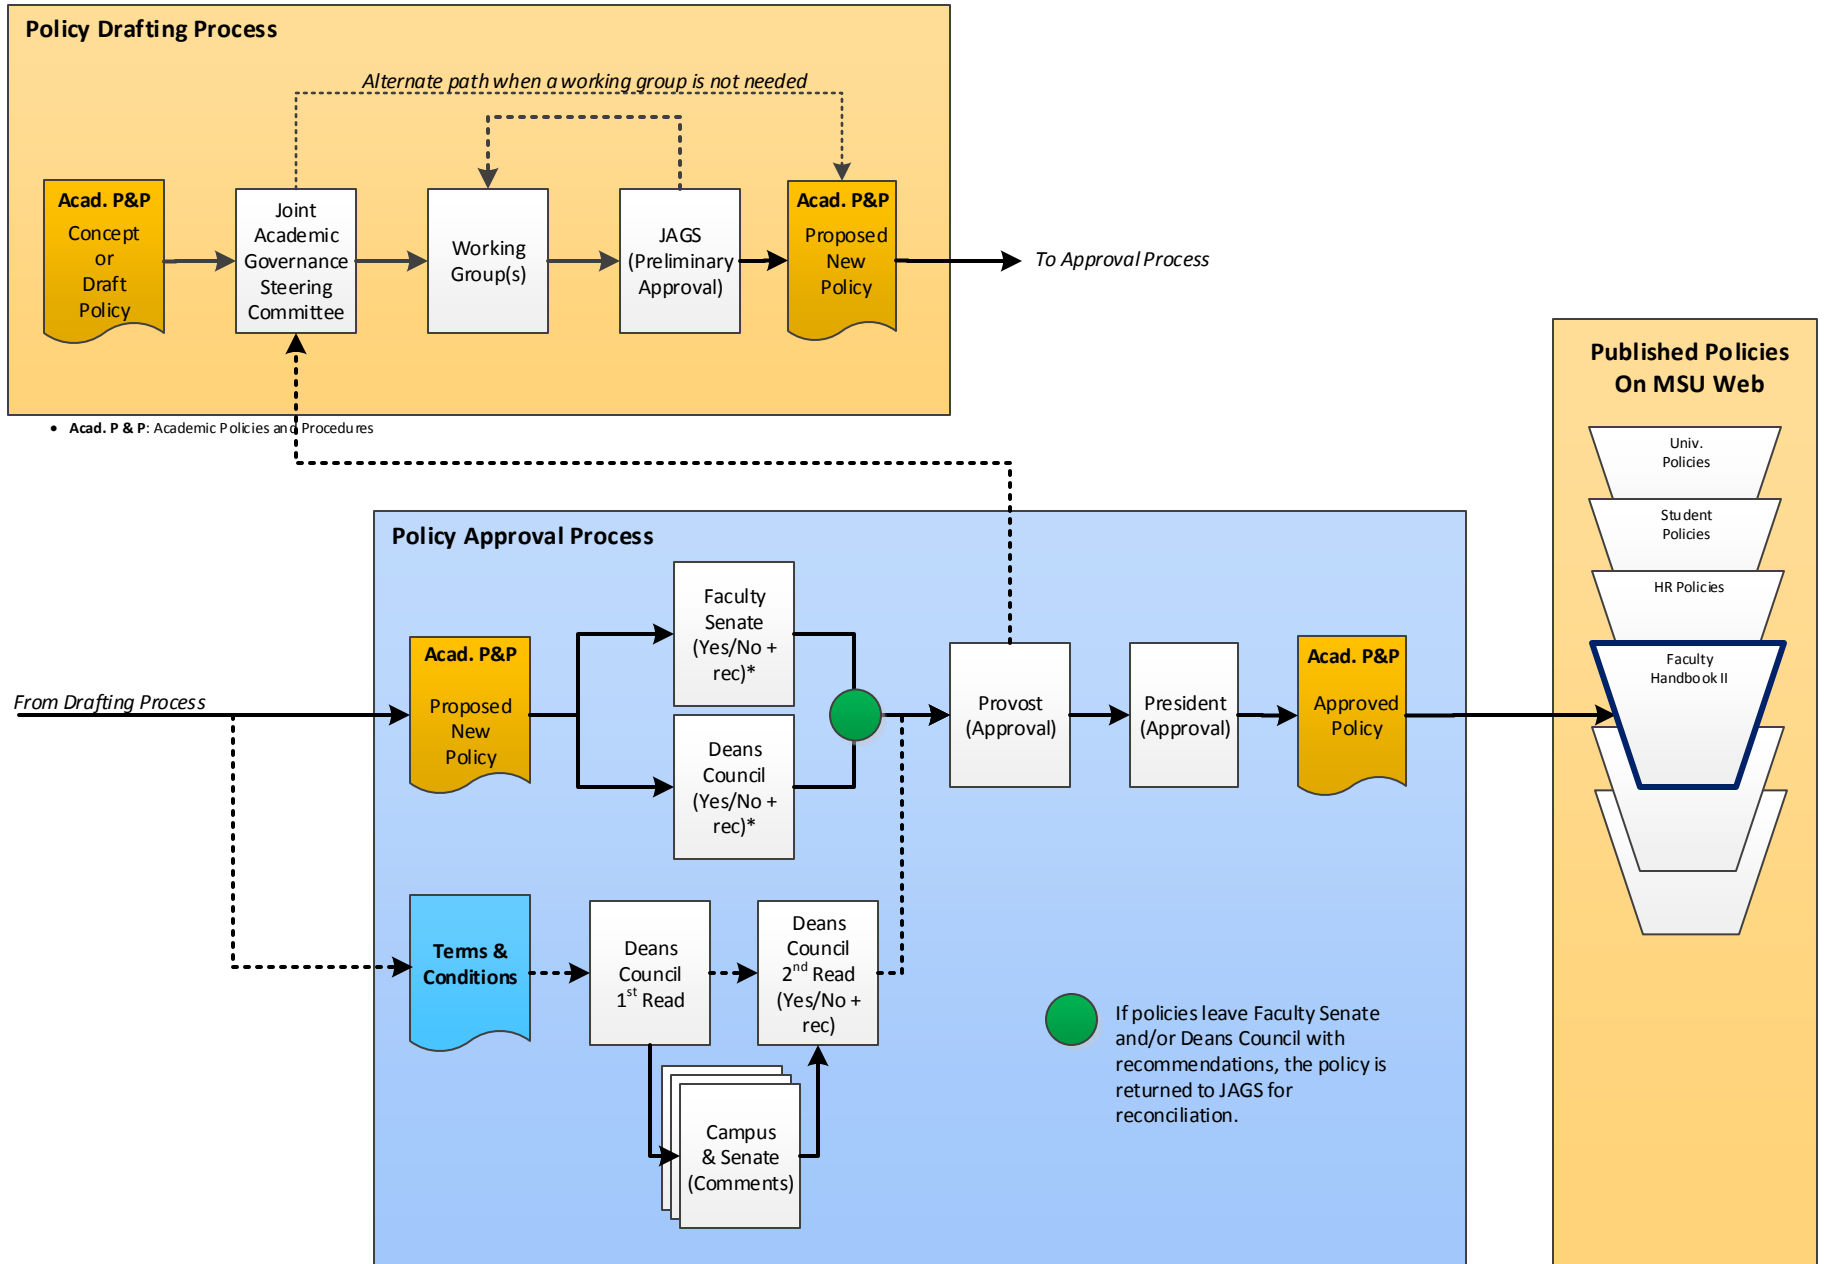 Policy Drafting Process
Alternate path when a working group is not needed
Acad. P&P
Concept
or
Draft
Policy
Joint
Academic
Governance
Steering
Committee
Working
Group(s)
JAGS
(Preliminary
Approval)
Acad. P&P
Proposed
New
Policy
To Approval Process
• Acad. P & P: Academic Policies and Procedures
Published Policies
On MSU Web
Univ.
Policies
Student
Policies
HR Policies
Faculty
Handbook II
Policy Approval Process
From Drafting Process
Acad. P&P
Proposed
New
Policy
Faculty
Senate
(Yes/No +
rec)*
Deans
Council
(Yes/No +
rec)*
Provost
(Approval)
President
(Approval)
Acad. P&P
Approved
Policy
Terms &
Conditions
Deans
Council
1st Read
Deans
Council
2nd Read
(Yes/No +
rec)
Campus
& Senate
(Comments)
If policies leave Faculty Senate
and/or Deans Council with
recommendations, the policy is
returned to JAGS for
reconciliation.